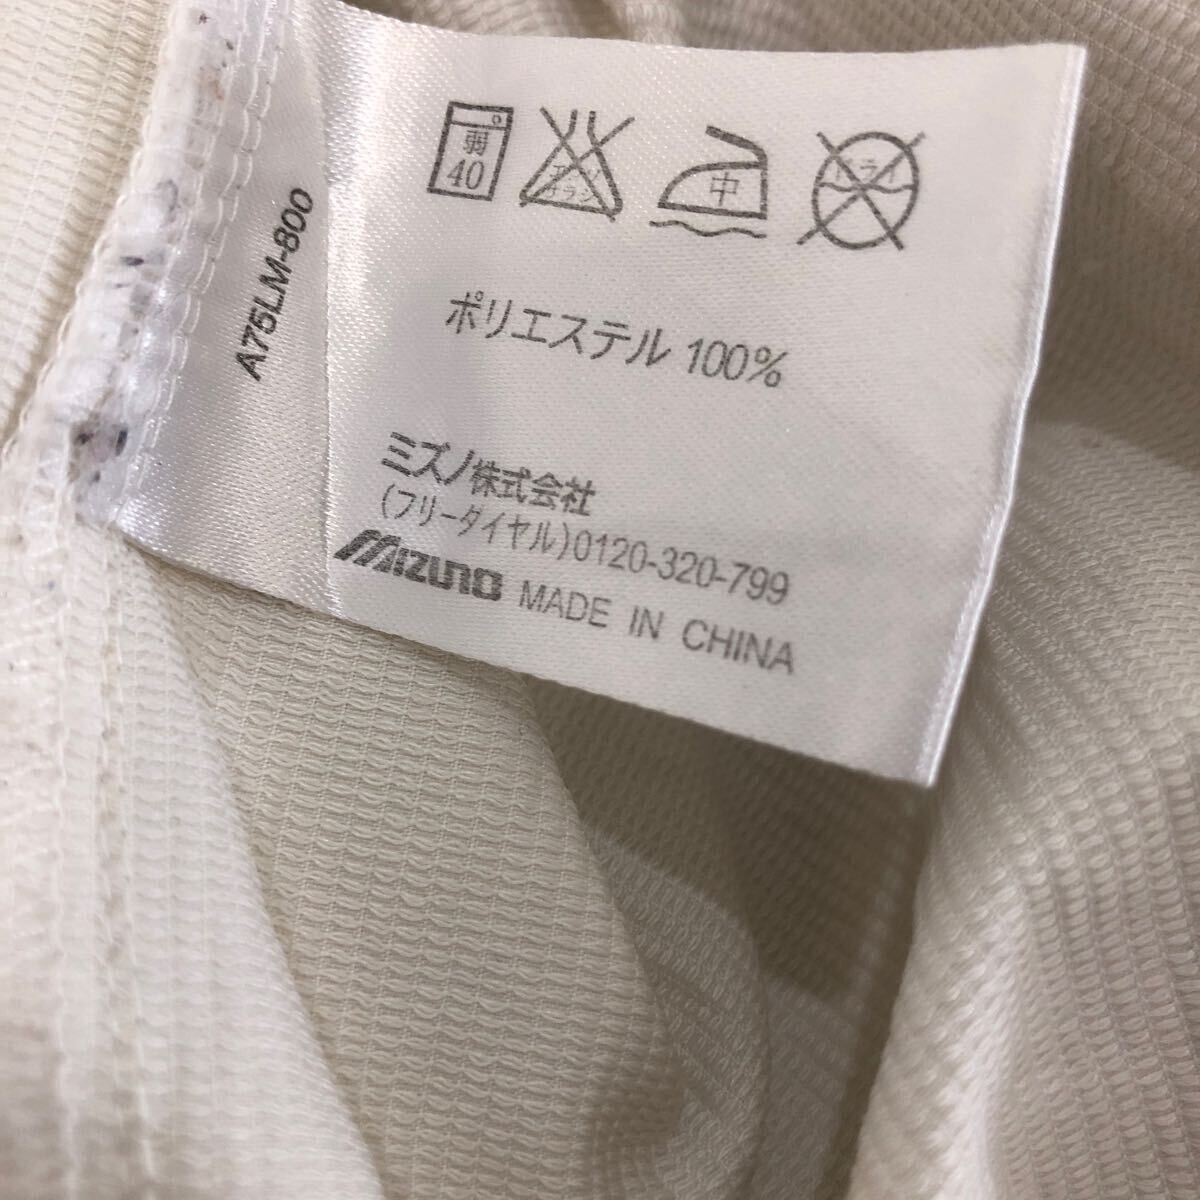 弱
40
エンソ
サラシ
中
ドライ
A75LM-800
ポリエステル 100%
ミズノ株式会社
(フリーダイヤル)0120-320-799
MIZUNO MADE IN CHINA